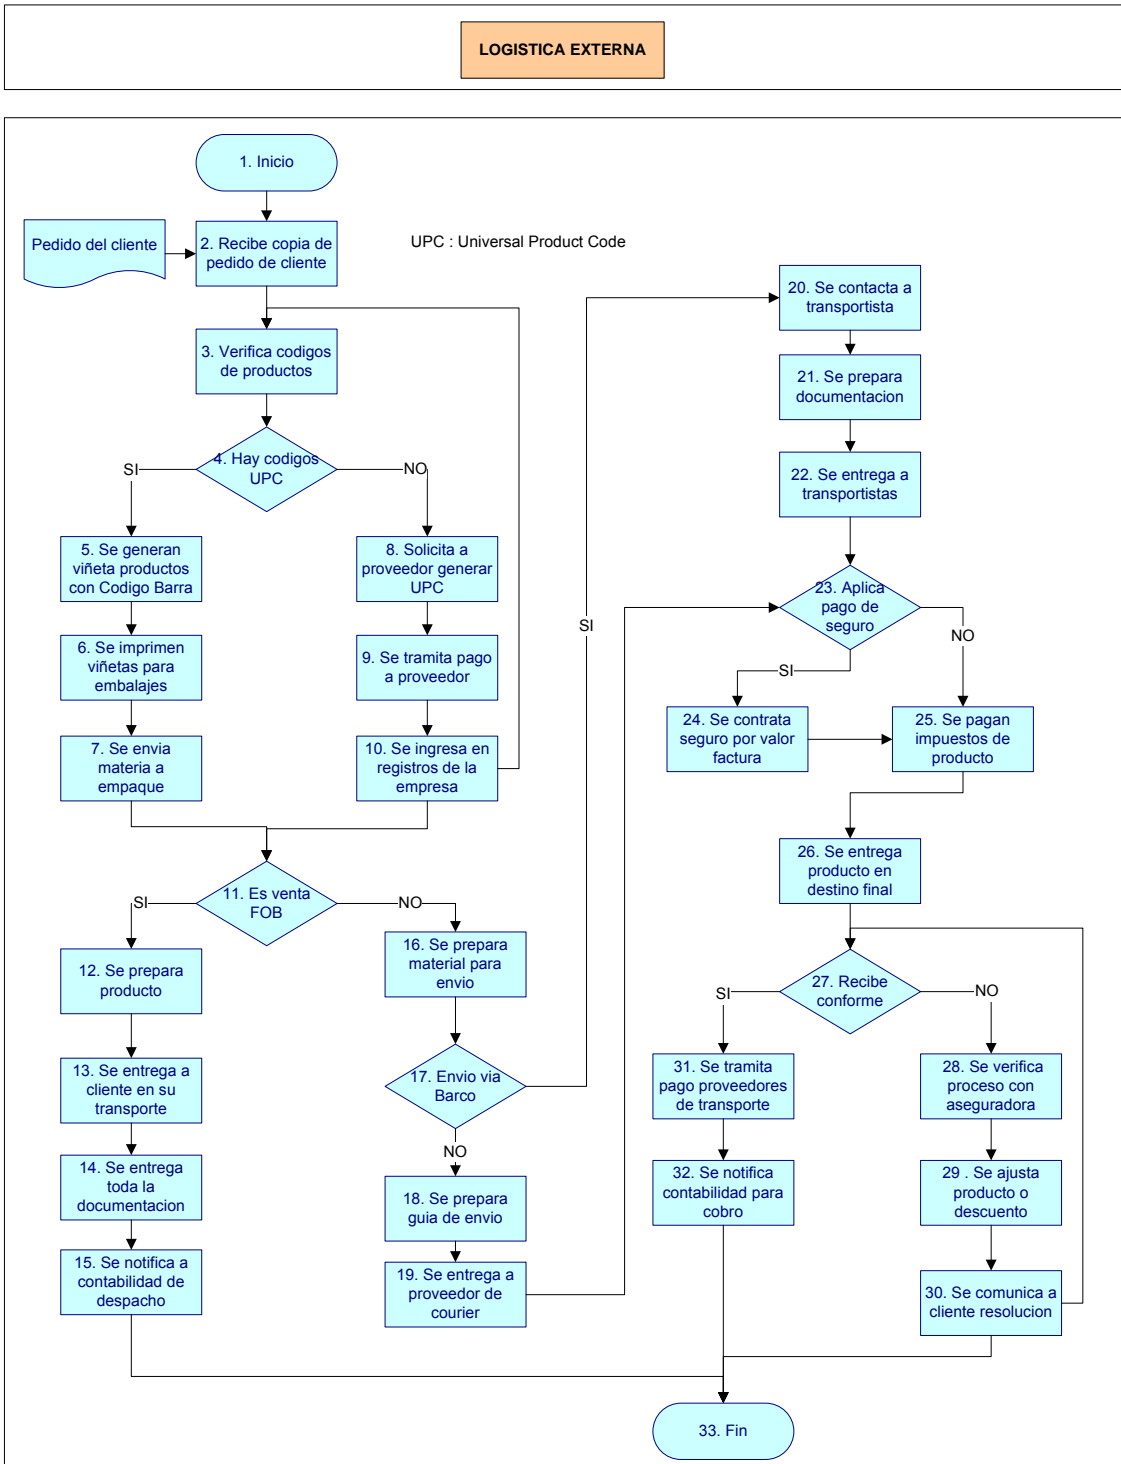 LOGISTICA EXTERNA
1. Inicio
Pedido del cliente
2. Recibe copia de
pedido de cliente
UPC : Universal Product Code
3. Verifica codigos
de productos
4. Hay codigos
UPC
SI
NO
5. Se generan
viñeta productos
con Codigo Barra
6. Se imprimen
viñetas para
embalajes
7. Se envia
materia a
empaque
8. Solicita a
proveedor generar
UPC
9. Se tramita pago
a proveedor
10. Se ingresa en
registros de la
empresa
11. Es venta
FOB
SI
NO
12. Se prepara
producto
13. Se entrega a
cliente en su
transporte
14. Se entrega
toda la
documentacion
15. Se notifica a
contabilidad de
despacho
16. Se prepara
material para
envio
17. Envio via
Barco
SI
NO
18. Se prepara
guia de envio
19. Se entrega a
proveedor de
courier
20. Se contacta a
transportista
21. Se prepara
documentacion
22. Se entrega a
transportistas
23. Aplica
pago de
seguro
SI
NO
24. Se contrata
seguro por valor
factura
25. Se pagan
impuestos de
producto
26. Se entrega
producto en
destino final
27. Recibe
conforme
SI
NO
31. Se tramita
pago proveedores
de transporte
32. Se notifica
contabilidad para
cobro
28. Se verifica
proceso con
aseguradora
29 . Se ajusta
producto o
descuento
30. Se comunica a
cliente resolucion
33. Fin